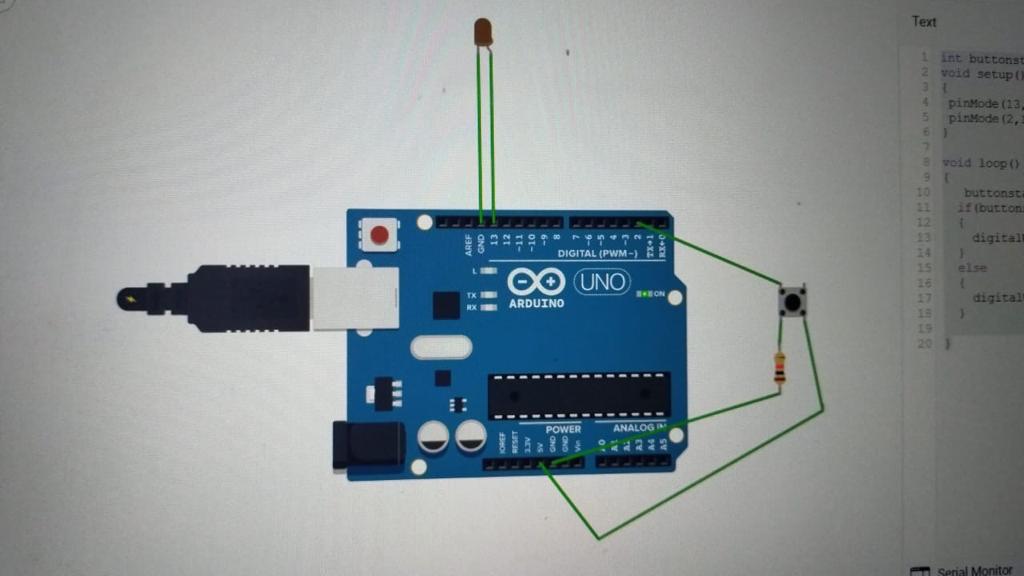 Text
1 int buttonst
2 void setup()
3 {
4 pinMode(13,
5 pinMode(2,
6 }
7
8 void loop()
9 {
10 buttonsta
11 if(button
12 {
13 digital
14 }
15 else
16 {
17 digital
18 }
19
20 }
Serial Monitor
AREF
GND
13
12
~11
~10
~9
8
7
~6
~5
~4
~3
2
TX→1
RX←0
DIGITAL (PWM~)
L
TX
RX
UNO
ON
ARDUINO
POWER
ANALOG IN
IOREF
RESET
3.3V
5V
GND
GND
Vin
A0
A1
A2
A3
A4
A5